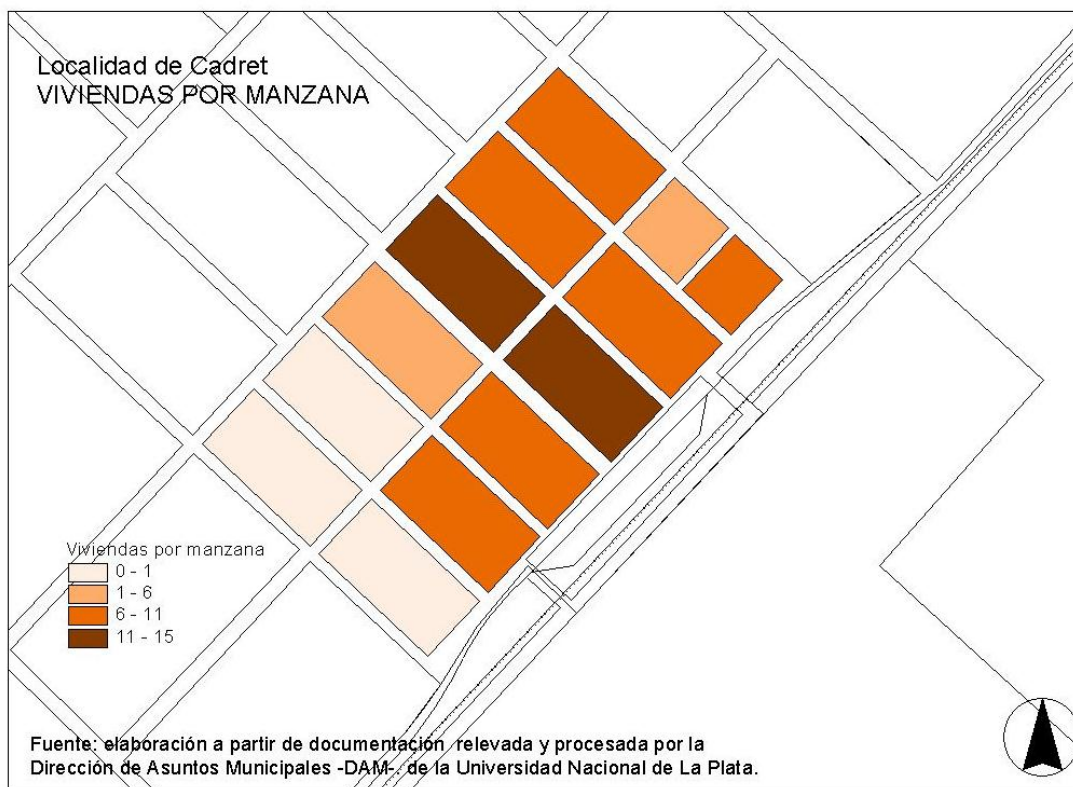 Localidad de Cadret
VIVIENDAS POR MANZANA
Viviendas por manzana
0 - 1
1 - 6
6 - 11
11 - 15
Fuente: elaboración a partir de documentación relevada y procesada por la
Dirección de Asuntos Municipales -DAM-. de la Universidad Nacional de La Plata.